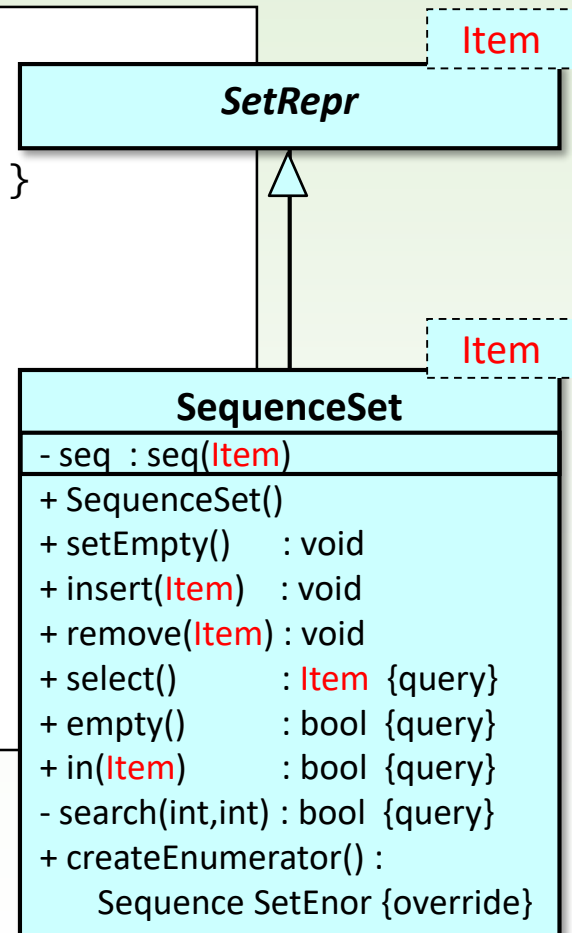 Item
SetRepr
}
Item
SequenceSet
- seq : seq(Item)
+ SequenceSet()
+ setEmpty() : void
+ insert(Item) : void
+ remove(Item) : void
+ select() : Item {query}
+ empty() : bool {query}
+ in(Item) : bool {query}
- search(int,int) : bool {query}
+ createEnumerator() :
Sequence SetEnor {override}